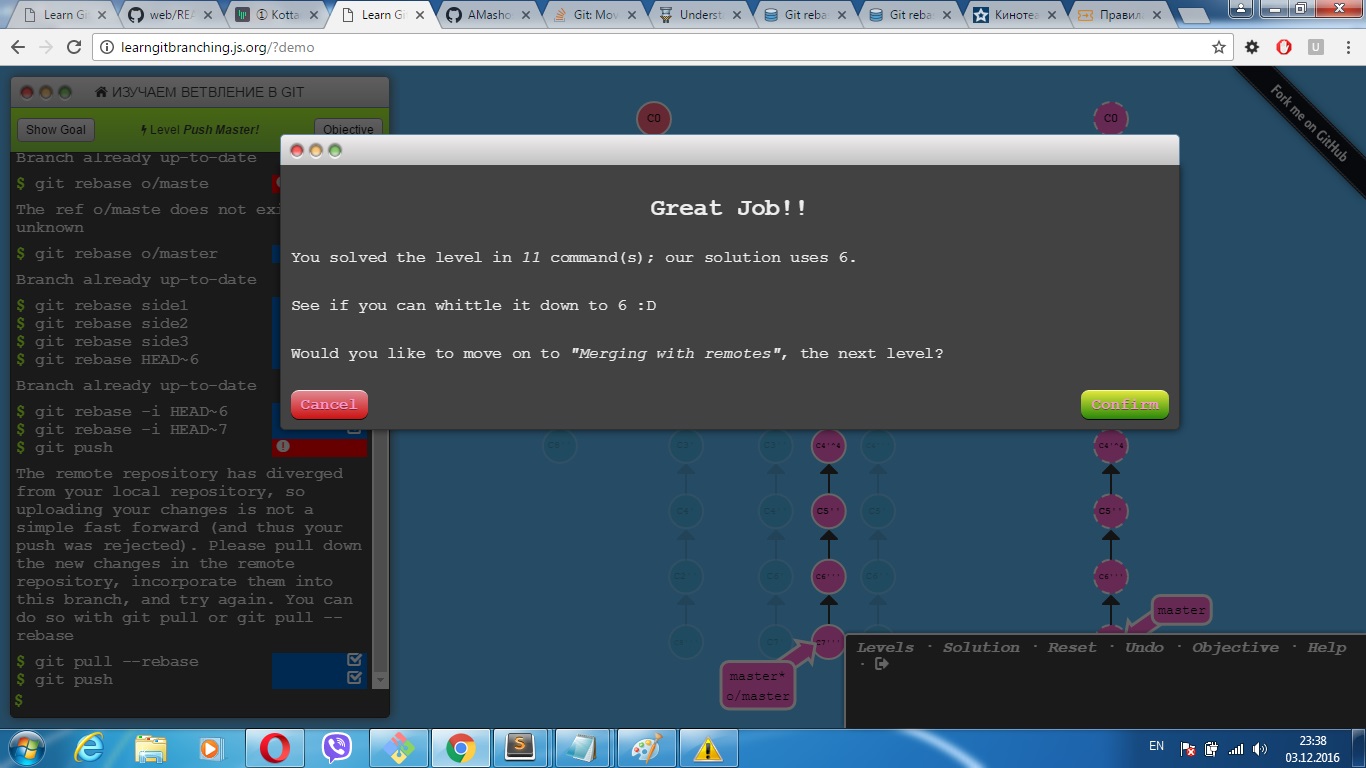 Learn Gi
web/REA
① Kotta
Learn Gi
AMasho
Git: Mov
Underst
Git reba
Git reba
Кинотеа
Правил
learngitbranching.js.org/?demo
ИЗУЧАЕМ ВЕТВЛЕНИЕ В GIT
Show Goal
Level Push Master!
Objective
Branch already up-to-date
$ git rebase o/maste
The ref o/maste does not exi
unknown
$ git rebase o/master
Branch already up-to-date
$ git rebase side1
$ git rebase side2
$ git rebase side3
$ git rebase HEAD~6
Branch already up-to-date
$ git rebase -i HEAD~6
$ git rebase -i HEAD~7
$ git push
The remote repository has diverged
from your local repository, so
uploading your changes is not a
simple fast forward (and thus your
push was rejected). Please pull down
the new changes in the remote
repository, incorporate them into
this branch, and try again. You can
do so with git pull or git pull --
rebase
$ git pull --rebase
$ git push
$
C0
C0
Fork me on GitHub
Great Job!!
You solved the level in 11 command(s); our solution uses 6.
See if you can whittle it down to 6 :D
Would you like to move on to "Merging with remotes", the next level?
Cancel
Confirm
C5''
C5''
C6'''
C6'''
C7'''
master*
o/master
master
Levels · Solution · Reset · Undo · Objective · Help
·
EN
23:38
03.12.2016